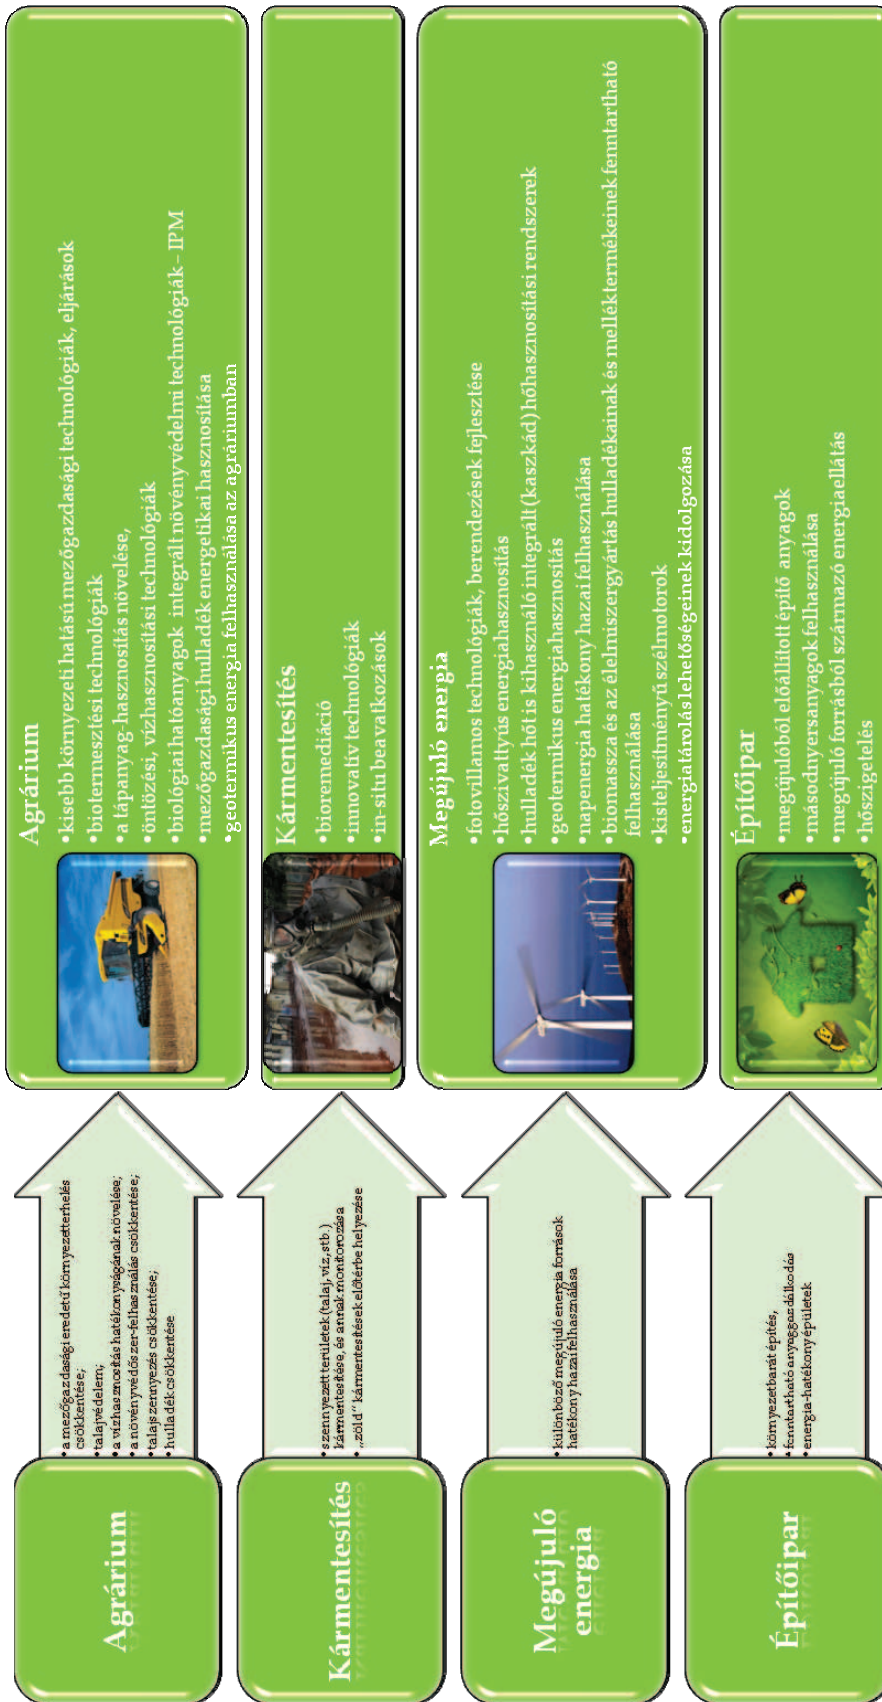 Agrárium
• a mezőgazdasági eredetű környezetterhelés
csökkentése;
• talajvédelem;
• a vízhasznosítás hatékonyságának növelése;
• a növényvédőszer-felhasználás csökkentése;
• talajszennyezés csökkentése;
• hulladék csökkentése
Agrárium
• kisebb környezeti hatású mezőgazdasági technológiák, eljárások
• biotermesztési technológiák
• a tápanyag-hasznosítás növelése,
• öntözési, vízhasznosítási technológiák
• biológiai hatóanyagok integrált növényvédelmi technológiák – IPM
• mezőgazdasági hulladék energetikai hasznosítása
• geotermikus energia felhasználása az agráriumban
Kármentesítés
• szennyezett területek (talaj, víz, stb.)
kármentesítése, és annak monitorozása
• „zöld” kármentesítések előtérbe helyezése
Kármentesítés
• bioremediáció
• innovatív technológiák
• in-situ beavatkozások
Megújuló
energia
• különböző megújuló energia források
hatékony hazai felhasználása
Megújuló energia
• fotovillamos technológiák, berendezések fejlesztése
• hőszivattyús energiahasznosítás
• hulladék hőt is kihasználó integrált (kaszkád) hőhasznosítási rendszerek
• geotermikus energiahasznosítás
• napenergia hatékony hazai felhasználása
• biomassza és az élelmiszergyártás hulladékainak és melléktermékeinek fenntartható
felhasználása
• kisteljesítményű szélmotorok
• energiatárolás lehetőségeinek kidolgozása
Építőipar
• környezetbarát építés,
• fenntartható anyaggazdálkodás
• energia-hatékony épületek
Építőipar
• megújulóból előállított építő anyagok
• másodnyersanyagok felhasználása
• megújuló forrásból származó energiaellátás
• hőszigetelés